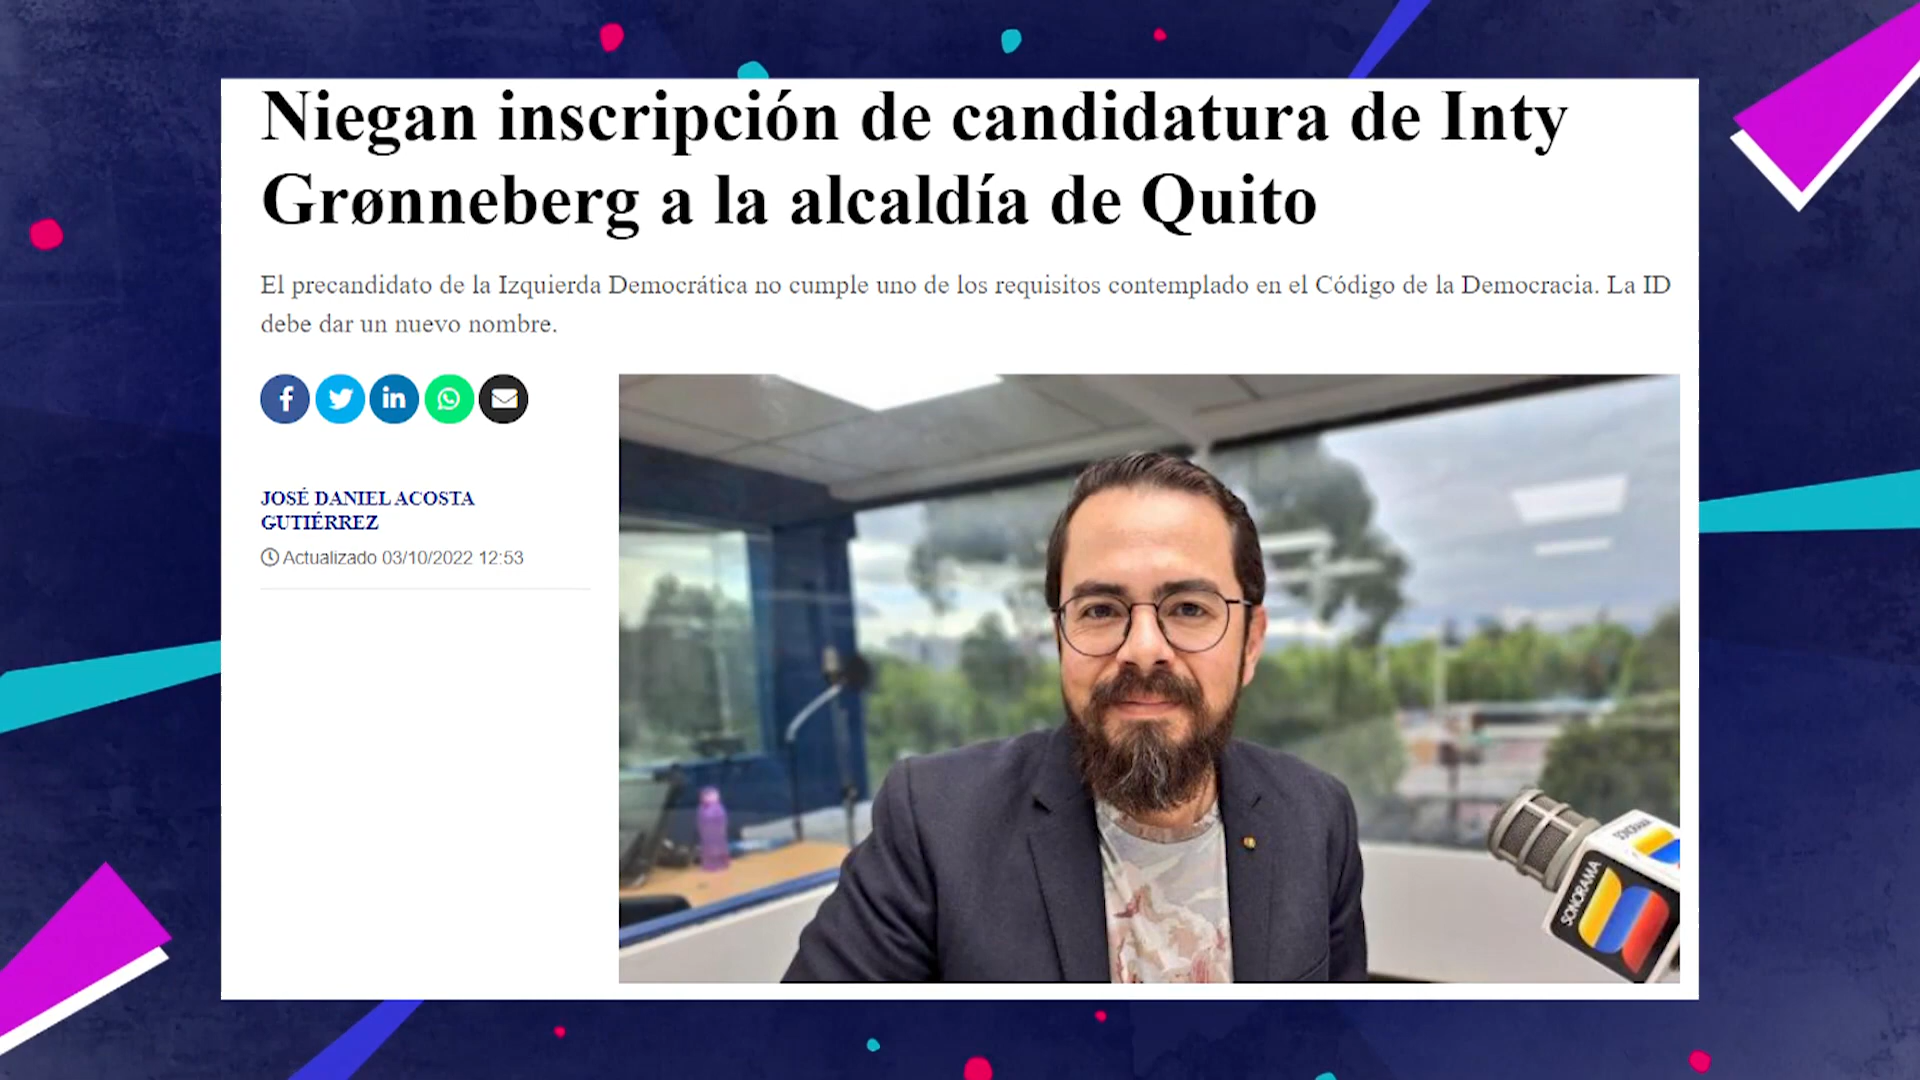 Niegan inscripción de candidatura de Inty
Grønneberg a la alcaldía de Quito
El precandidato de la Izquierda Democrática no cumple uno de los requisitos contemplado en el Código de la Democracia. La ID
debe dar un nuevo nombre.
JOSÉ DANIEL ACOSTA
GUTIÉRREZ
Actualizado 03/10/2022 12:53
SONORAMA
SONORAMA